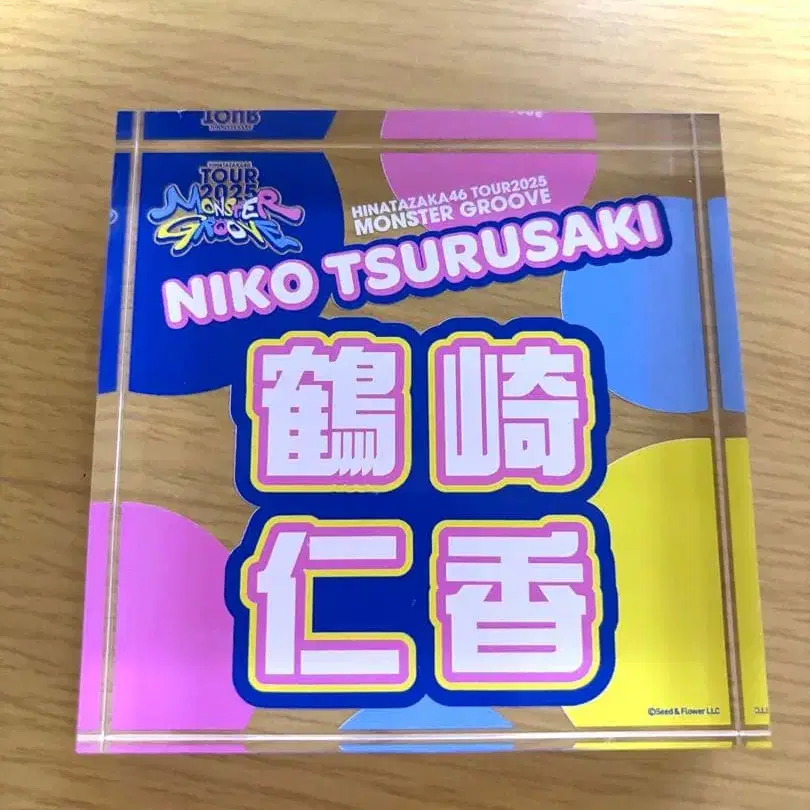 HINATAZAKA46
TOUR
2025
MONSTER
GROOVE
HINATAZAKA46 TOUR2025
MONSTER GROOVE
NIKO TSURUSAKI
鶴崎
仁香
©Seed & Flower LLC